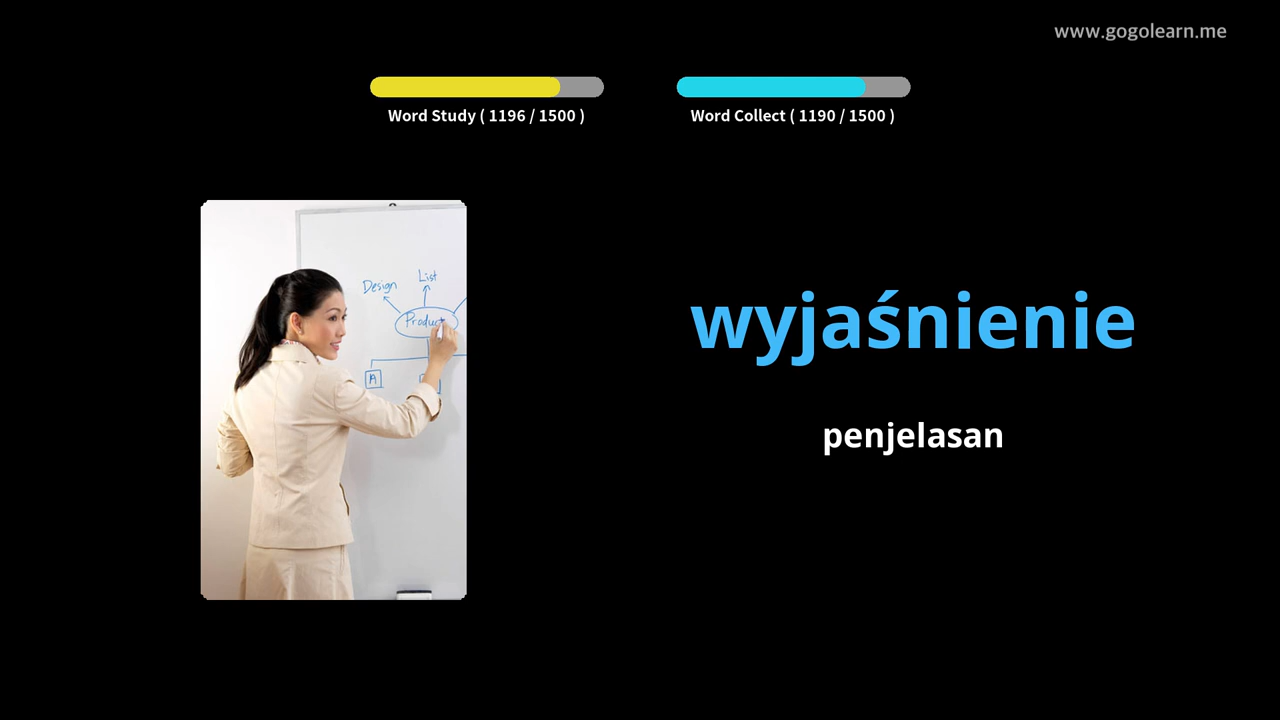 www.gogolearn.me
Word Study ( 1196 / 1500 )
Word Collect ( 1190 / 1500 )
Design
List
Product
A
wyjaśnienie
penjelasan